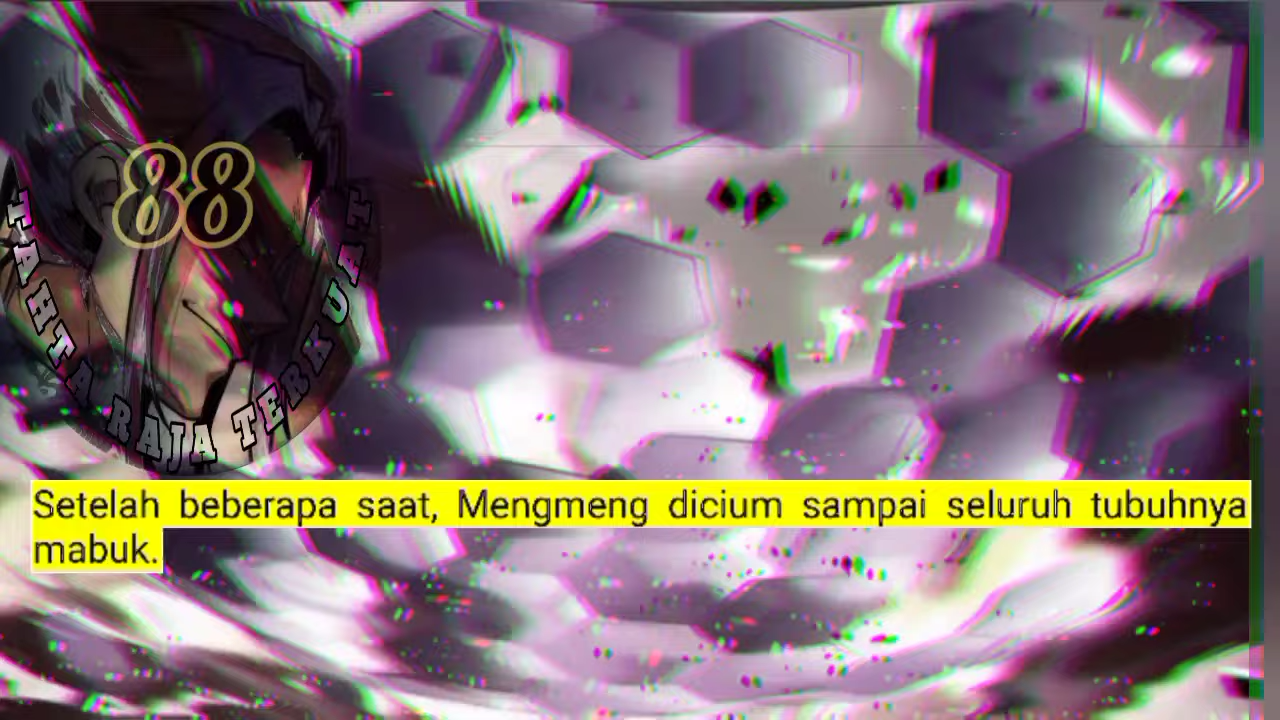 88
TAHTA RAJA TERKUAT
Setelah beberapa saat, Mengmeng dicium sampai seluruh tubuhnya
mabuk.